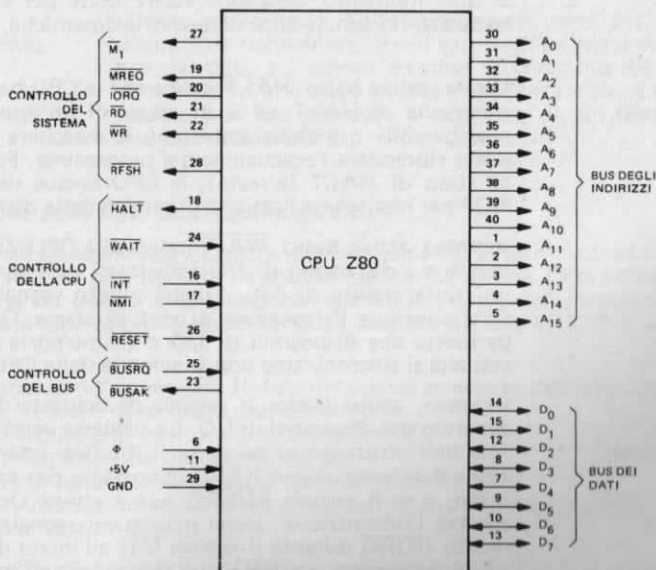 CONTROLLO
DEL
SISTEMA
M1
27
MREQ
19
IORQ
20
RD
21
WR
22
RFSH
HALT
18
CONTROLLO
DELLA CPU
WAIT
24
INT
16
NMI
17
RESET
26
CONTROLLO
DEL BUS
BUSRQ
25
BUSAK
23
6
+5V
11
29
CPU Z80
30
A0
31
A1
32
A2
33
A3
34
A4
35
A5
36
A6
37
A7
38
A8
39
A9
40
A10
1
A11
2
A12
3
A13
4
A14
5
A15
BUS DEGLI
INDIRIZZI
14
D0
15
D1
12
D2
8
D3
7
D4
9
D5
10
D6
13
D7
BUS DEI
DATI